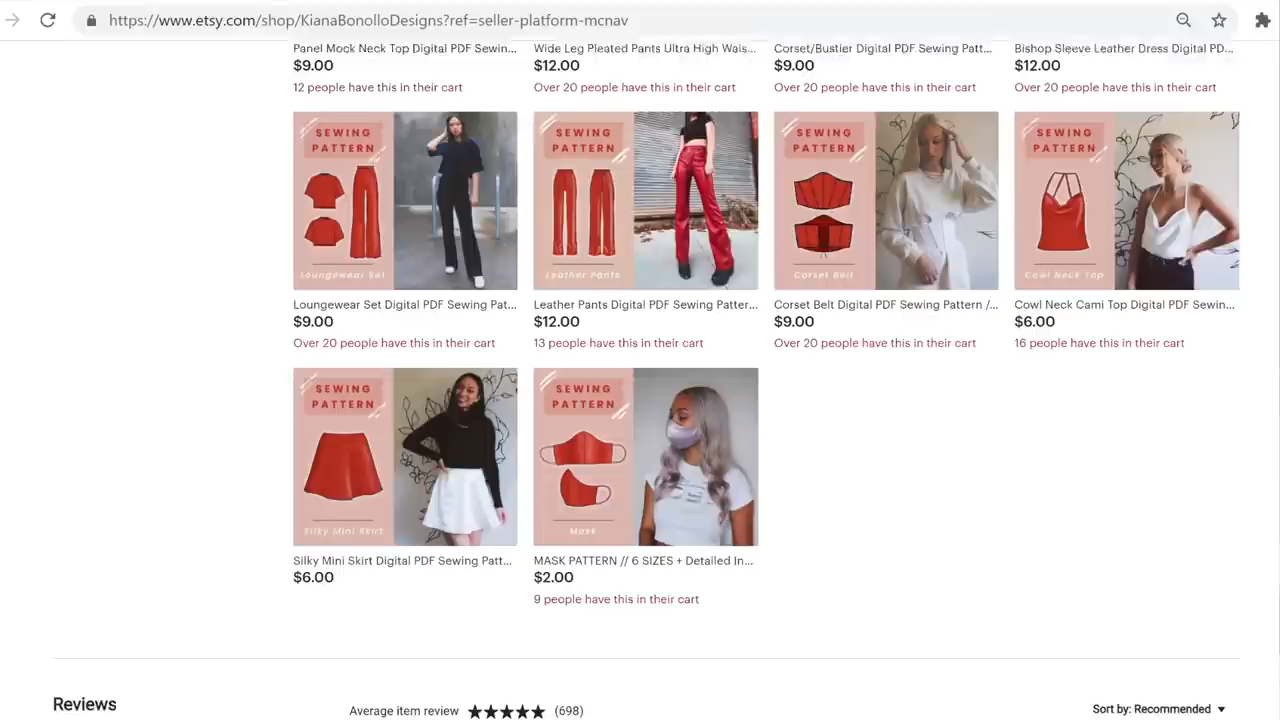 https://www.etsy.com/shop/KianaBonolloDesigns?ref=seller-platform-mcnav
Panel Mock Neck Top Digital PDF Sewin...
Wide Leg Pleated Pants Ultra High Wais...
Corset/Bustier Digital PDF Sewing Patt...
Bishop Sleeve Leather Dress Digital PD...
$9.00
$12.00
$9.00
$12.00
12 people have this in their cart
Over 20 people have this in their cart
Over 20 people have this in their cart
Over 20 people have this in their cart
SEWING
PATTERN
Loungewear Set
SEWING
PATTERN
Leather Pants
SEWING
PATTERN
Corset Belt
SEWING
PATTERN
Cowl Neck Top
Loungewear Set Digital PDF Sewing Pat...
Leather Pants Digital PDF Sewing Patter...
Corset Belt Digital PDF Sewing Pattern /...
Cowl Neck Cami Top Digital PDF Sewin...
$9.00
$12.00
$9.00
$6.00
Over 20 people have this in their cart
13 people have this in their cart
Over 20 people have this in their cart
16 people have this in their cart
SEWING
PATTERN
Silky Mini Skirt
SEWING
PATTERN
Mask
Silky Mini Skirt Digital PDF Sewing Patt...
MASK PATTERN // 6 SIZES + Detailed In...
$6.00
$2.00
9 people have this in their cart
Reviews
Average item review
(698)
Sort by: Recommended